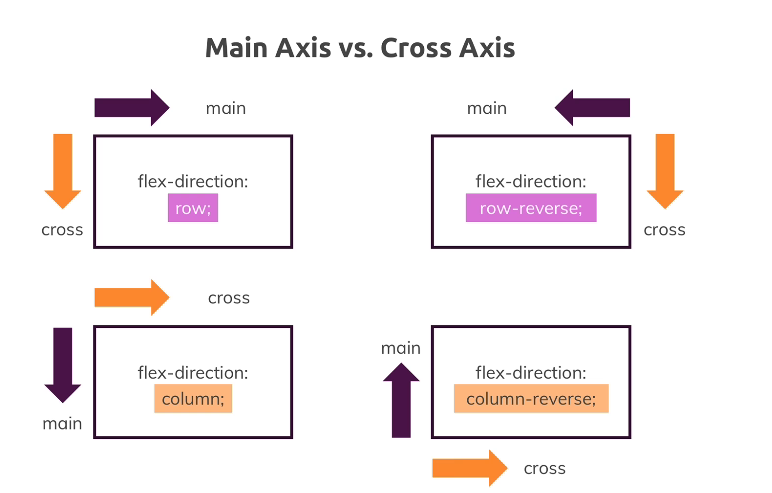 Main Axis vs. Cross Axis
main
main
flex-direction:
row;
flex-direction:
row-reverse;
cross
cross
cross
flex-direction:
column;
main
main
flex-direction:
column-reverse;
cross